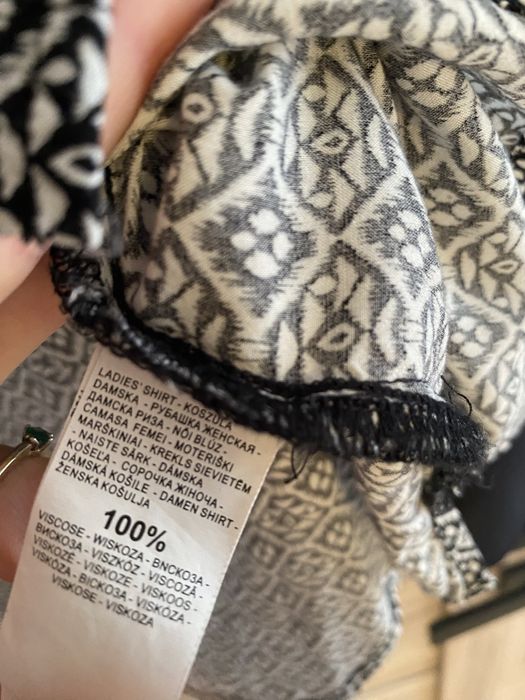 LADIES' SHIRT - KOSZULA
DAMSKA - РУБАШКА ЖЕНСКАЯ -
ДАМСКА РИЗА - NŐI BLÚZ -
CAMASA FEMEI - MOTERIŠKI
MARŠKINIAI - KREKLS SIEVIETĒM
NAISTE SÄRK - DÁMSKA
KOŠEĽA - СОРОЧКА ЖІНОЧА -
DÁMSKÁ KOŠILE - DAMEN SHIRT -
ŽENSKA KOŠULJA
100%
VISCOSE - WISKOZA - ВИСКОЗА -
ВИСКОЗА - VISZKÓZ - VISCOZĂ -
VISKOZĖ - VISKOZE - VISKOOS -
VISKÓZA - ВІСКОЗА - VISKÓZA -
VISKOSE - VISKOZA